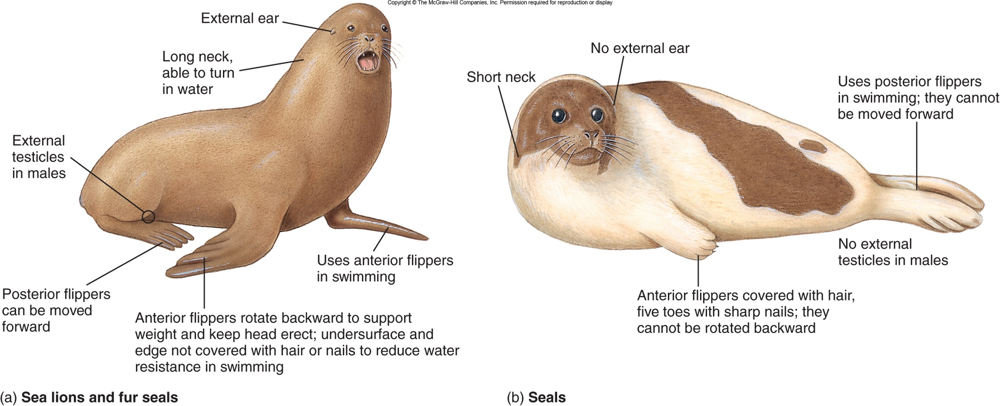 Copyright © The McGraw-Hill Companies, Inc. Permission required for reproduction or display
External ear
Long neck,
able to turn
in water
External
testicles
in males
Posterior flippers
can be moved
forward
Anterior flippers rotate backward to support
weight and keep head erect; undersurface and
edge not covered with hair or nails to reduce water
resistance in swimming
Uses anterior flippers
in swimming
(a) Sea lions and fur seals
No external ear
Short neck
Uses posterior flippers
in swimming; they cannot
be moved forward
No external
testicles in males
Anterior flippers covered with hair,
five toes with sharp nails; they
cannot be rotated backward
(b) Seals